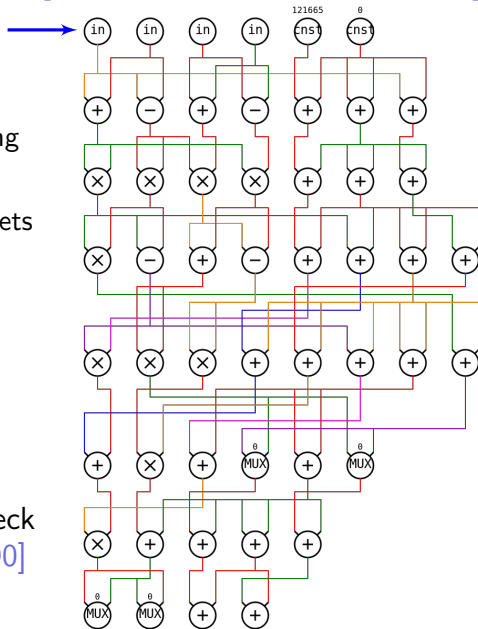 121665 0
in in in in cnst cnst
+ − + − + + +
ng
× × × × + + +
ets
× − + − + + + +
× × × + + + + +
0 0
+ × + MUX + MUX
eck
× + + + +
00]
0 0
MUX MUX + +